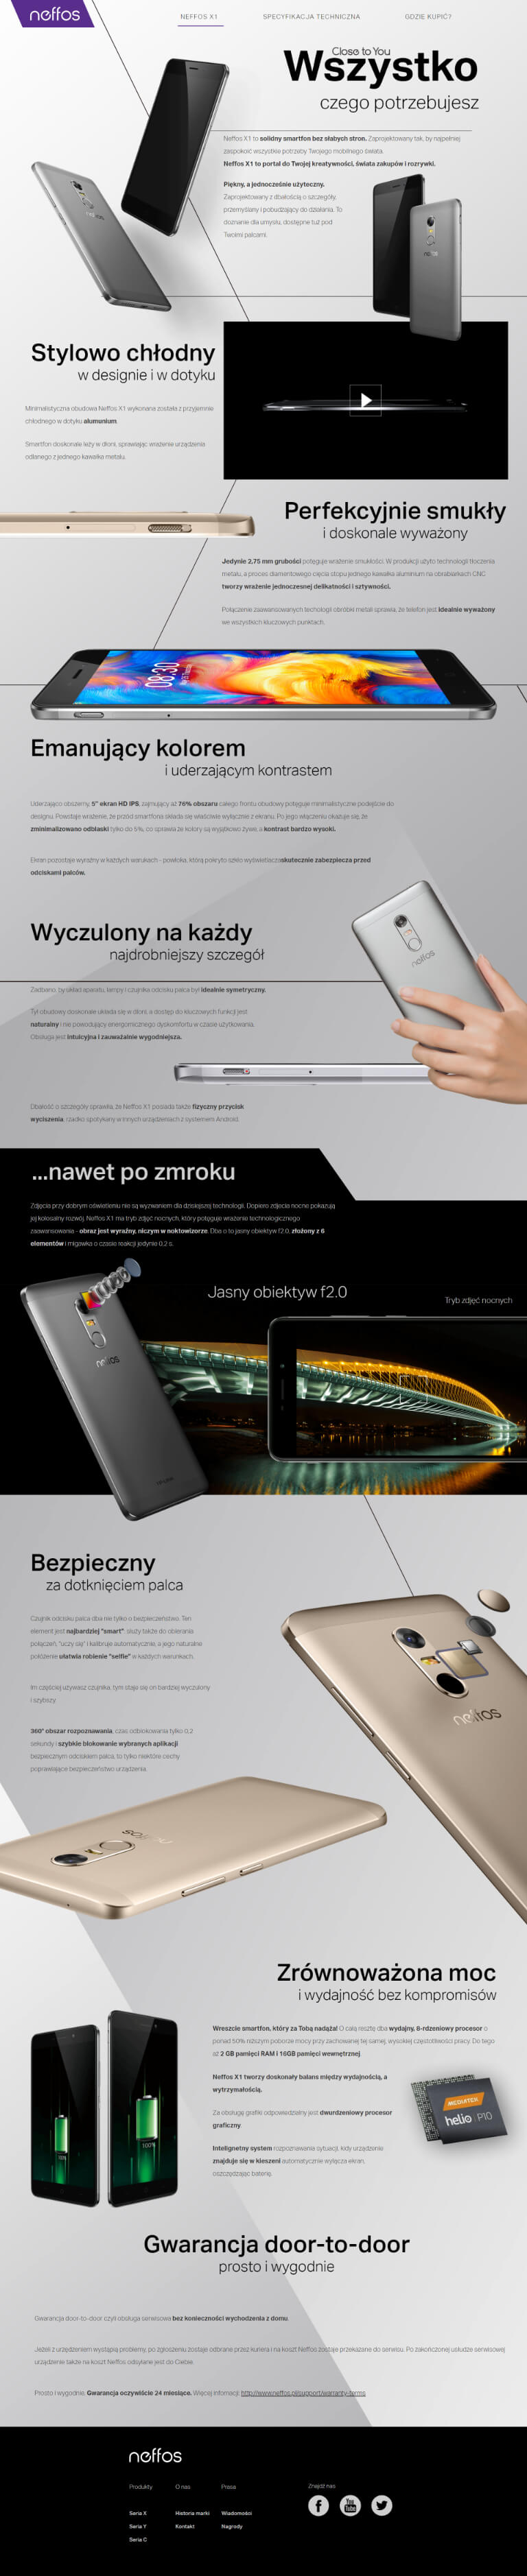 neffos
NEFFOS X1
SPECYFIKACJA TECHNICZNA
GDZIE KUPIĆ?
Close to You
Wszystko
czego potrzebujesz
Neffos X1 to solidny smartfon bez słabych stron. Zaprojektowany tak, by najpełniej
zaspokoić wszystkie potrzeby Twojego mobilnego świata.
Neffos X1 to portal do Twojej kreatywności, świata zakupów i rozrywki.
Piękny, a jednocześnie użyteczny.
Zaprojektowany z dbałością o szczegóły,
przemyślany i pobudzający do działania. To
doznanie dla umysłu, dostępne tuż pod
Twoimi palcami.
neffos
Stylowo chłodny
w designie i w dotyku
Minimalistyczna obudowa Neffos X1 wykonana została z przyjemnie
chłodnego w dotyku alumunium.
Smartfon doskonale leży w dłoni, sprawiając wrażenie urządzenia
odlanego z jednego kawałka metalu.
Perfekcyjnie smukły
i doskonale wyważony
Jedynie 2,75 mm grubości potęguje wrażenie smukłości. W produkcji użyto technologii tłoczenia
metalu, a proces diamentowego cięcia stopu jednego kawałka aluminium na obrabiarkach CNC
tworzy wrażenie jednoczesnej delikatności i sztywności.
Połączenie zaawansowanych techologii obróbki metali sprawia, że telefon jest idealnie wyważony
we wszystkich kluczowych punktach.
08:30
Emanujący kolorem
i uderzającym kontrastem
Uderzająco obszerny, 5" ekran HD IPS, zajmujący aż 76% obszaru całego frontu obudowy potęguje minimalistyczne podejście do
designu. Powstaje wrażenie, że przód smartfona składa się właściwie wyłącznie z ekranu. Po jego włączeniu okazuje się, że
zminimalizowano odblaski tylko do 5%, co sprawia że kolory są wyjątkowo żywe, a kontrast bardzo wysoki.
Ekran pozostaje wyraźny w każdych warukach - powłoka, którą pokryto szkło wyświetlacza skutecznie zabezpiecza przed
odciskami palców.
Wyczulony na każdy
najdrobniejszy szczegół
neffos
Zadbano, by układ aparatu, lampy i czujnika odcisku palca był idealnie symetryczny.
Tył obudowy doskonale układa się w dłoni, a dostęp do kluczowych funkcji jest
naturalny i nie powodujący energomicznego dyskomfortu w czasie użytkowania.
Obsługa jest intuicyjna i zauważalnie wygodniejsza.
Dbałość o szczegóły sprawiła, że Neffos X1 posiada także fizyczny przycisk
wyciszenia, rzadko spotykany w innych urządzeniach z systemem Android.
...nawet po zmroku
Zdjęcia przy dobrym oświetleniu nie są wyzwaniem dla dzisiejszej technologii. Dopiero zdjęcia nocne pokazują
jej kolosalny rozwój. Neffos X1 ma tryb zdjęć nocnych, który potęguje wrażenie technologicznego
zaawansowania - obraz jest wyraźny, niczym w noktowizorze. Dba o to jasny obiektyw f2.0, złożony z 6
elementów i migawka o czasie reakcji jedynie 0,2 s.
Jasny obiektyw f2.0
Tryb zdjęć nocnych
neffos
Bezpieczny
za dotknięciem palca
Czujnik odcisku palca dba nie tylko o bezpieczeństwo. Ten
element jest najbardziej "smart": służy także do obierania
połączeń, "uczy się" i kalibruje automatycznie, a jego naturalne
położenie ułatwia robienie "selfie" w każdych warunkach.
Im częściej używasz czujnika, tym staje się on bardziej wyczulony
i szybszy.
360° obszar rozpoznawania, czas odblokowania tylko 0,2
sekundy i szybkie blokowanie wybranych aplikacji
bezpiecznym odciskiem palca, to tylko niektóre cechy
poprawiające bezpieczeństwo urządzenia.
neffos
neffos
Zrównoważona moc
i wydajność bez kompromisów
Wreszcie smartfon, który za Tobą nadąża! O całą resztę dba wydajny, 8-rdzeniowy procesor o
ponad 50% niższym poborze mocy przy zachowanej tej samej, wysokiej częstotliwości pracy. Do tego
aż 2 GB pamięci RAM i 16GB pamięci wewnętrznej.
Neffos X1 tworzy doskonały balans między wydajnością, a
wytrzymałością.
Za obsługę grafiki odpowiedzialny jest dwurdzeniowy procesor
graficzny.
Intelignetny system rozpoznawania sytuacji, kidy urządzenie
znajduje się w kieszeni automatycznie wyłącza ekran,
oszczędzając baterię.
100%
MEDIATEK
helio P10
Gwarancja door-to-door
prosto i wygodnie
Gwarancja door-to-door czyli obsługa serwisowa bez konieczności wychodzenia z domu.
Jeżeli z urządzeniem wystąpią problemy, po zgłoszeniu zostaje odbrane przez kuriera i na koszt Neffos zostaje przekazane do serwisu. Po zakończonej usłudze serwisowej
urządzenie także na koszt Neffos odsyłane jest do Ciebie.
Prosto i wygodnie. Gwarancja oczywiście 24 miesiące. Więcej informacji: http://www.neffos.pl/support/warranty-terms
neffos
Produkty
O nas
Prasa
Znajdź nas:
Seria X
Historia marki
Wiadomości
Seria Y
Kontakt
Nagrody
Seria C